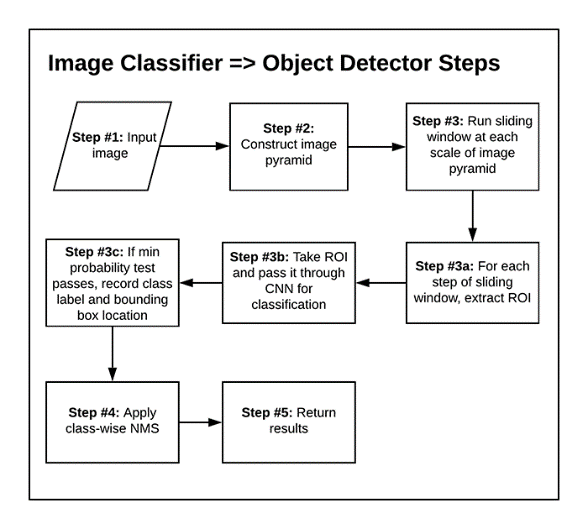 Image Classifier => Object Detector Steps
Step #1: Input
image
Step #2:
Construct image
pyramid
Step #3: Run sliding
window at each
scale of image
pyramid
Step #3a: For each
step of sliding
window, extract ROI
Step #3b: Take ROI
and pass it through
CNN for
classification
Step #3c: If min
probability test
passes, record class
label and bounding
box location
Step #4: Apply
class-wise NMS
Step #5: Return
results